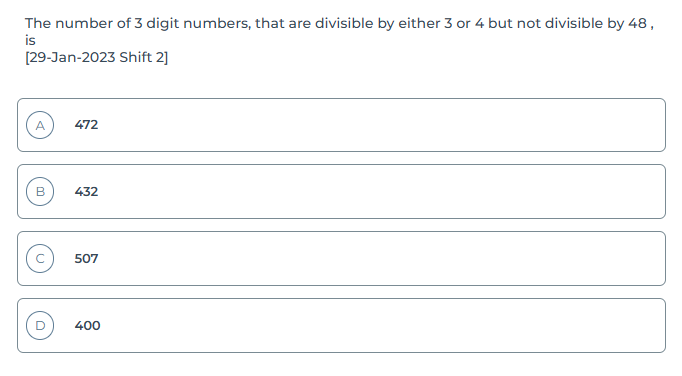 The number of 3 digit numbers, that are divisible by either 3 or 4 but not divisible by 48 ,
is
[29-Jan-2023 Shift 2]
A 472
B 432
C 507
D 400